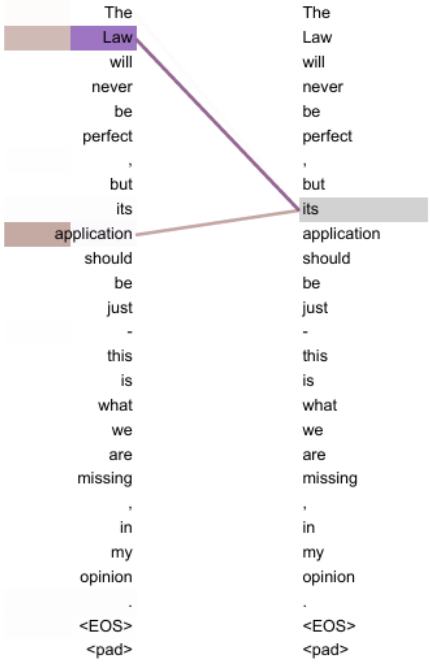 The The
Law Law
will will
never never
be be
perfect perfect
, ,
but but
its its
application application
should should
be be
just just
- -
this this
is is
what what
we we
are are
missing missing
, ,
in in
my my
opinion opinion
. .
<EOS> <EOS>
<pad> <pad>